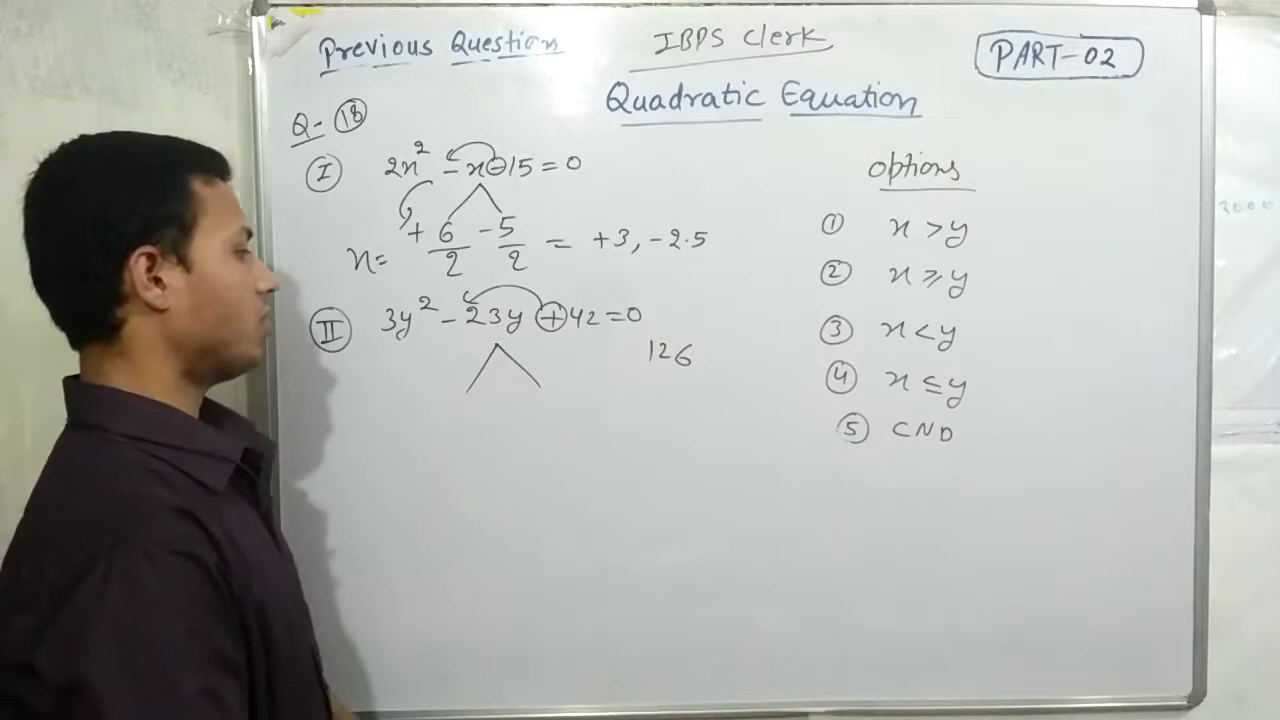 Previous Question IBPS Clerk PART-02
Quadratic Equation
Q- 18
I 2x² - x - 15 = 0
x = +6/2 -5/2 = +3, -2.5
II 3y² - 23y + 42 = 0
126
Options
① x > y
② x ⩾ y
③ x < y
④ x ≤ y
⑤ CND
3000